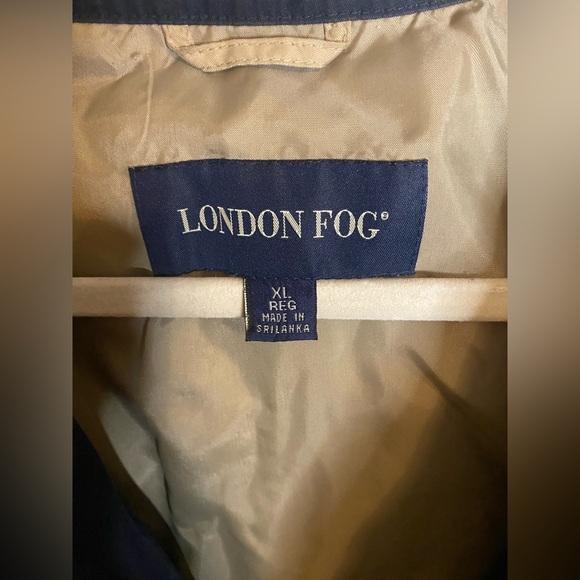 LONDON FOG®
XL
REG
MADE IN
SRILANKA